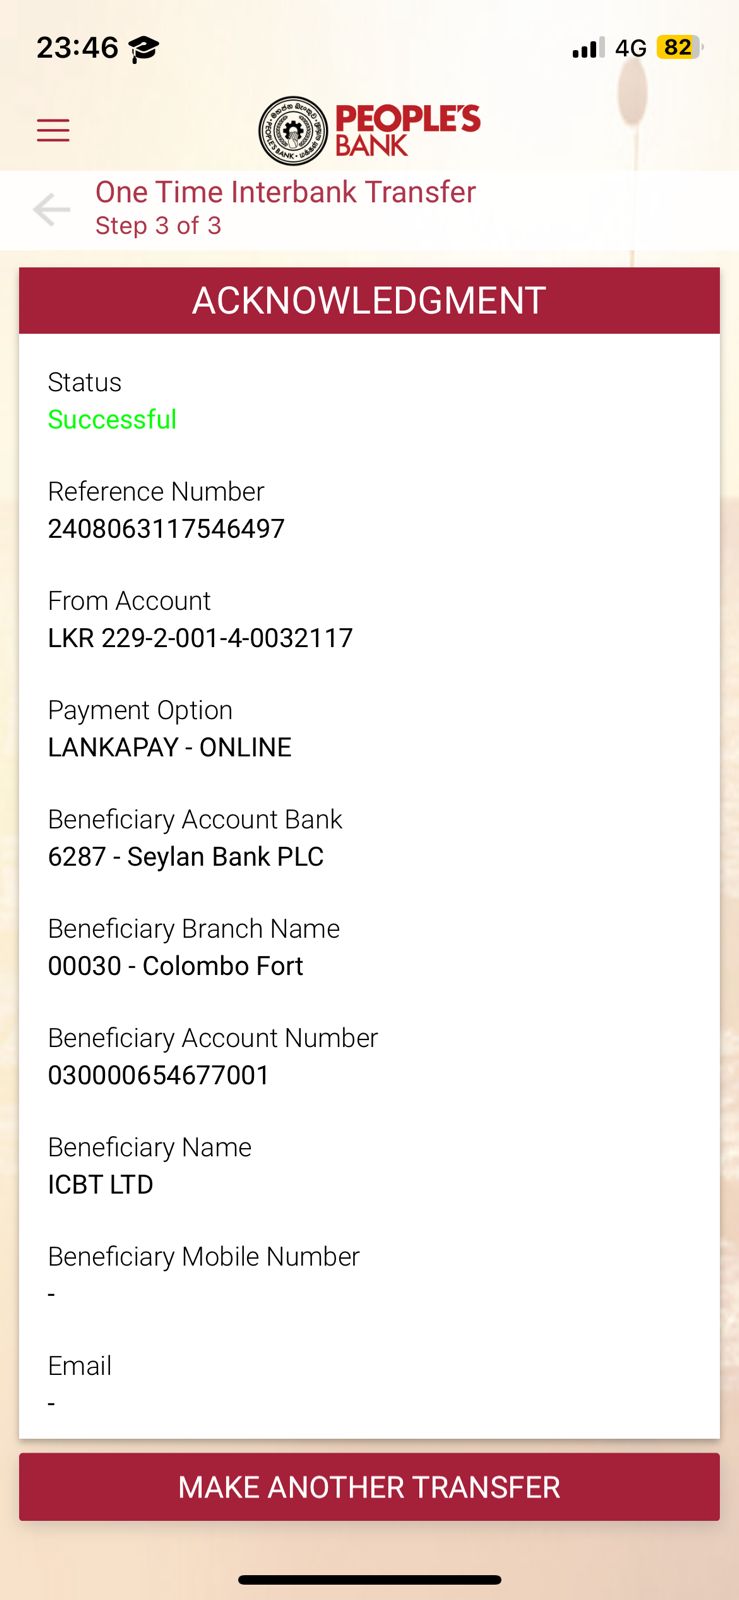 23:46
4G 82
PEOPLE'S
BANK
One Time Interbank Transfer
Step 3 of 3
ACKNOWLEDGMENT
Status
Successful
Reference Number
2408063117546497
From Account
LKR 229-2-001-4-0032117
Payment Option
LANKAPAY - ONLINE
Beneficiary Account Bank
6287 - Seylan Bank PLC
Beneficiary Branch Name
00030 - Colombo Fort
Beneficiary Account Number
030000654677001
Beneficiary Name
ICBT LTD
Beneficiary Mobile Number
-
Email
-
MAKE ANOTHER TRANSFER